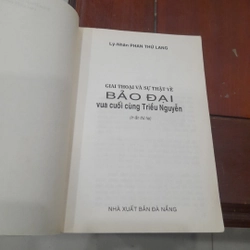 Lý Nhân PHAN THỨ LANG
GIAI THOẠI VÀ SỰ THẬT VỀ
BẢO ĐẠI
vua cuối cùng Triều Nguyễn
NHÀ XUẤT BẢN ĐÀ NẴNG